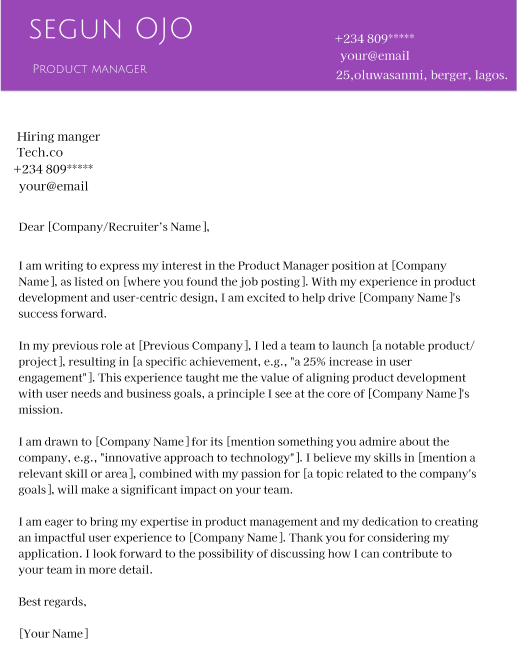 SEGUN OJO
PRODUCT MANAGER
+234 809*****
your@email
25,oluwasanmi, berger, lagos.
Hiring manger
Tech.co
+234 809*****
your@email
Dear [Company/Recruiter's Name],
I am writing to express my interest in the Product Manager position at [Company
Name], as listed on [where you found the job posting]. With my experience in product
development and user-centric design, I am excited to help drive [Company Name]'s
success forward.
In my previous role at [Previous Company], I led a team to launch [a notable product/
project], resulting in [a specific achievement, e.g., "a 25% increase in user
engagement"]. This experience taught me the value of aligning product development
with user needs and business goals, a principle I see at the core of [Company Name]'s
mission.
I am drawn to [Company Name] for its [mention something you admire about the
company, e.g., "innovative approach to technology"]. I believe my skills in [mention a
relevant skill or area], combined with my passion for [a topic related to the company's
goals], will make a significant impact on your team.
I am eager to bring my expertise in product management and my dedication to creating
an impactful user experience to [Company Name]. Thank you for considering my
application. I look forward to the possibility of discussing how I can contribute to
your team in more detail.
Best regards,
[Your Name]